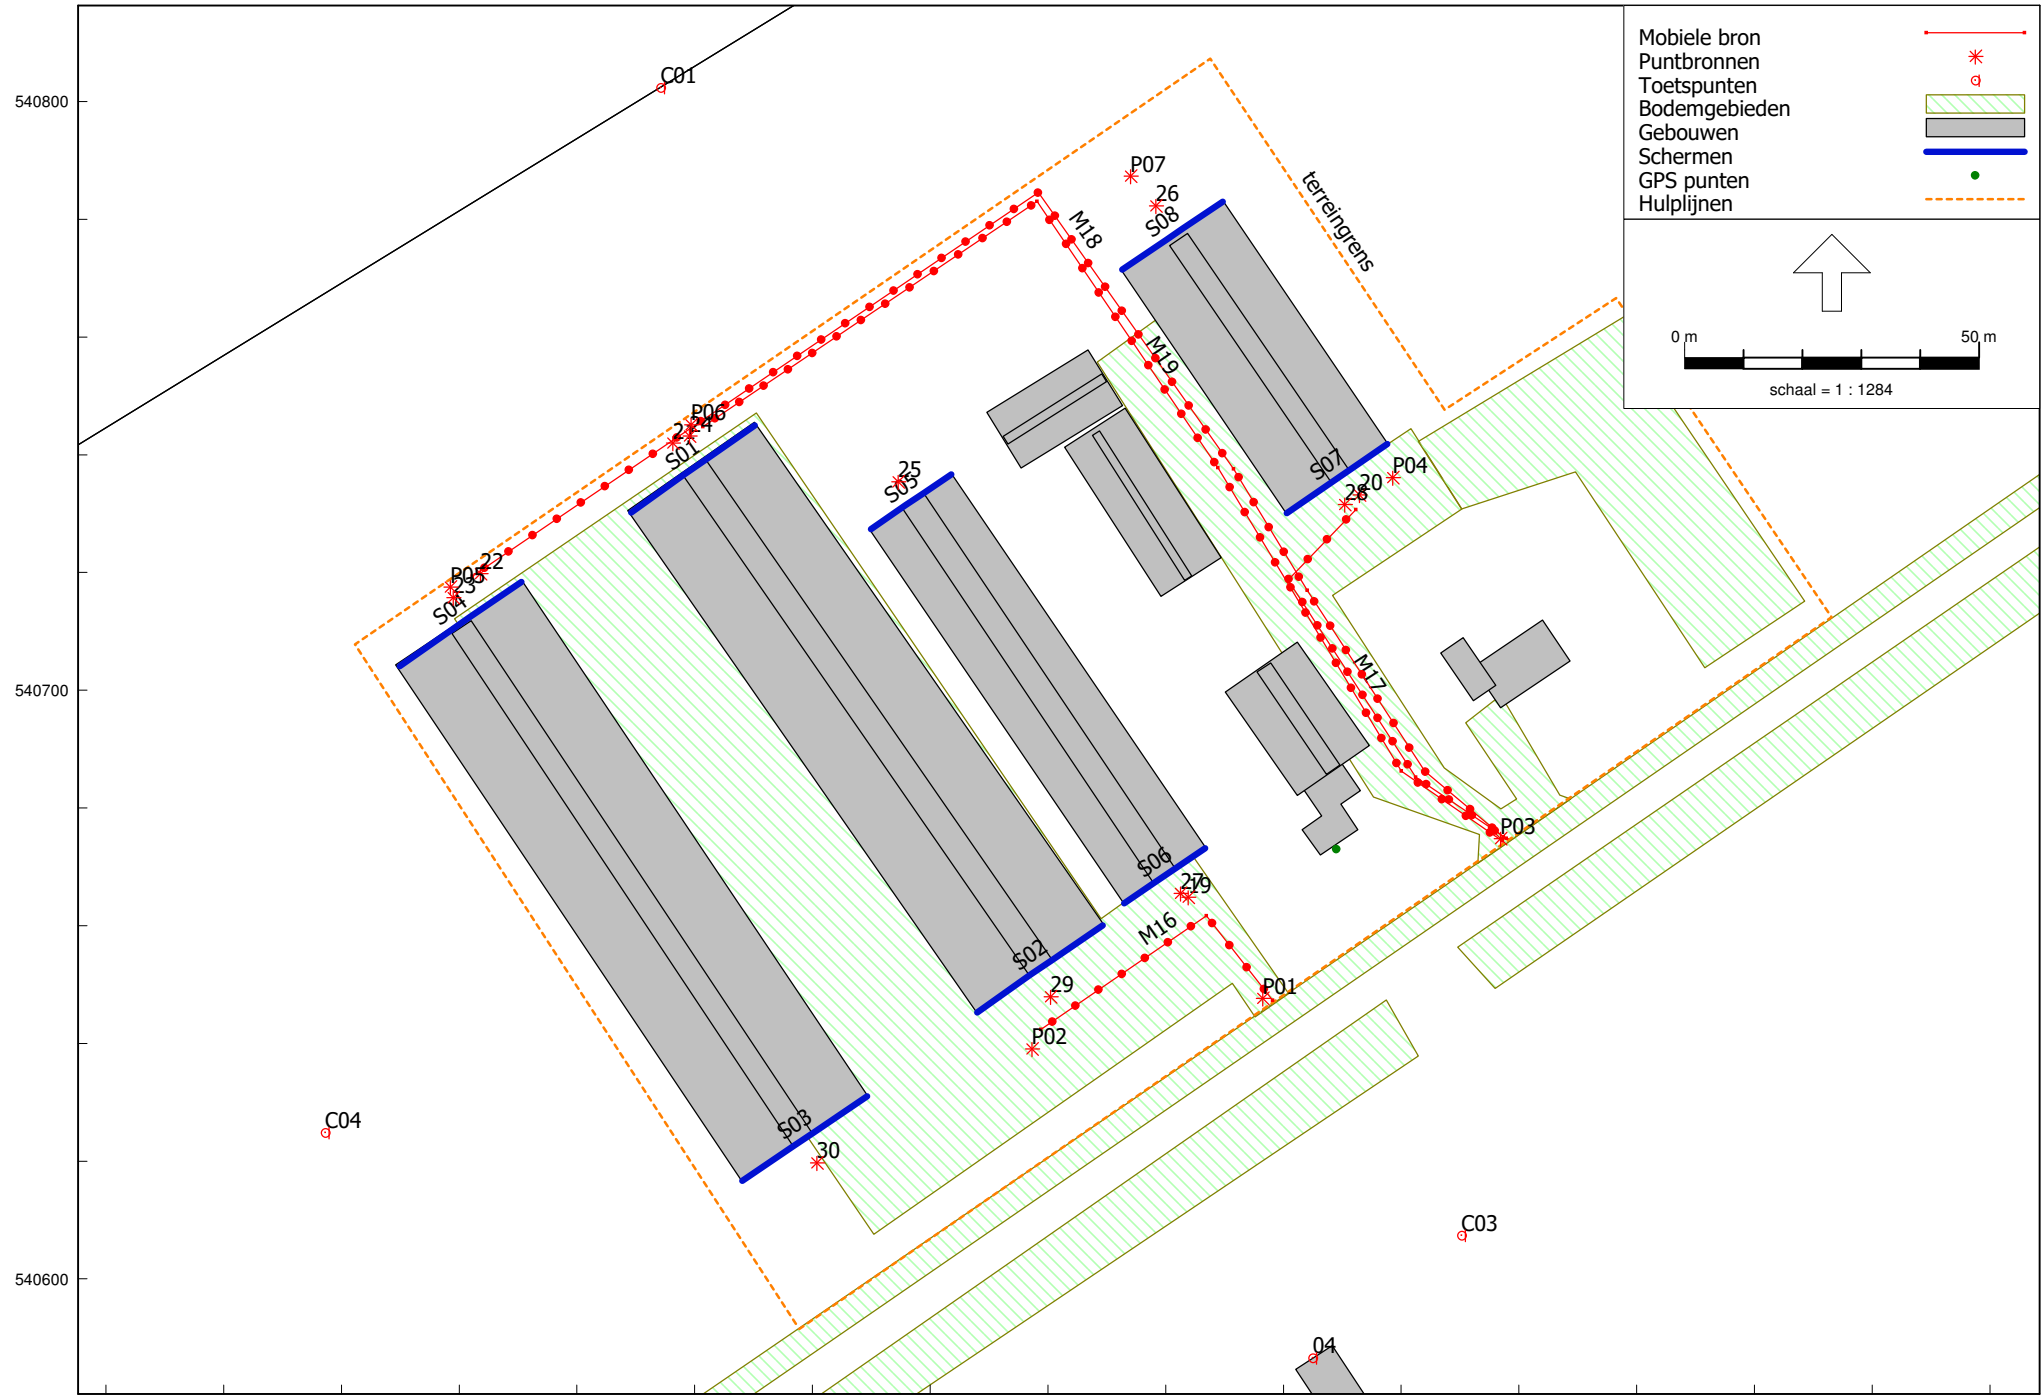 Mobiele bron
Puntbronnen
Toetspunten
Bodemgebieden
Gebouwen
Schermen
GPS punten
Hulplijnen
0 m
50 m
schaal = 1 : 1284
540800
540700
540600
C01
P07
26
S08
terreingrens
M18
M19
P06
24
S01
25
S05
S07
P04
20
28
22
P05
23
S04
M17
P03
S06
27
19
M16
S02
29
P01
P02
S03
30
C04
C03
04